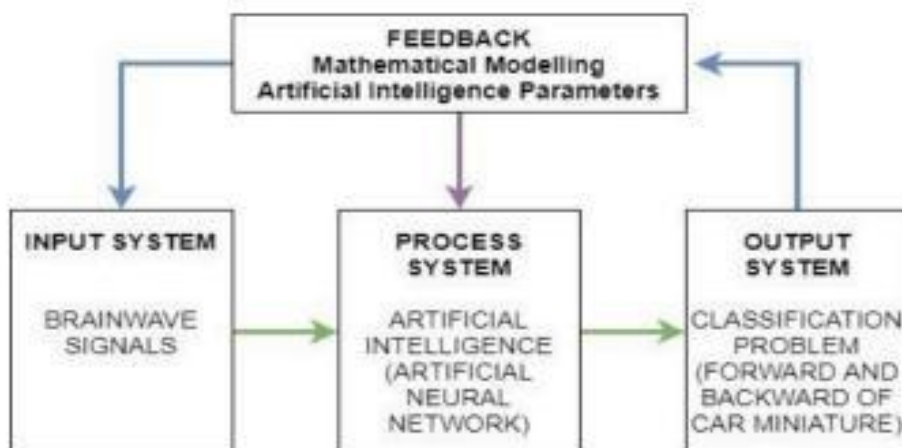 FEEDBACK
Mathematical Modelling
Artificial Intelligence Parameters
INPUT SYSTEM
BRAINWAVE
SIGNALS
PROCESS
SYSTEM
ARTIFICIAL
INTELLIGENCE
(ARTIFICIAL
NEURAL
NETWORK)
OUTPUT
SYSTEM
CLASSIFICATION
PROBLEM
(FORWARD AND
BACKWARD OF
CAR MINIATURE)